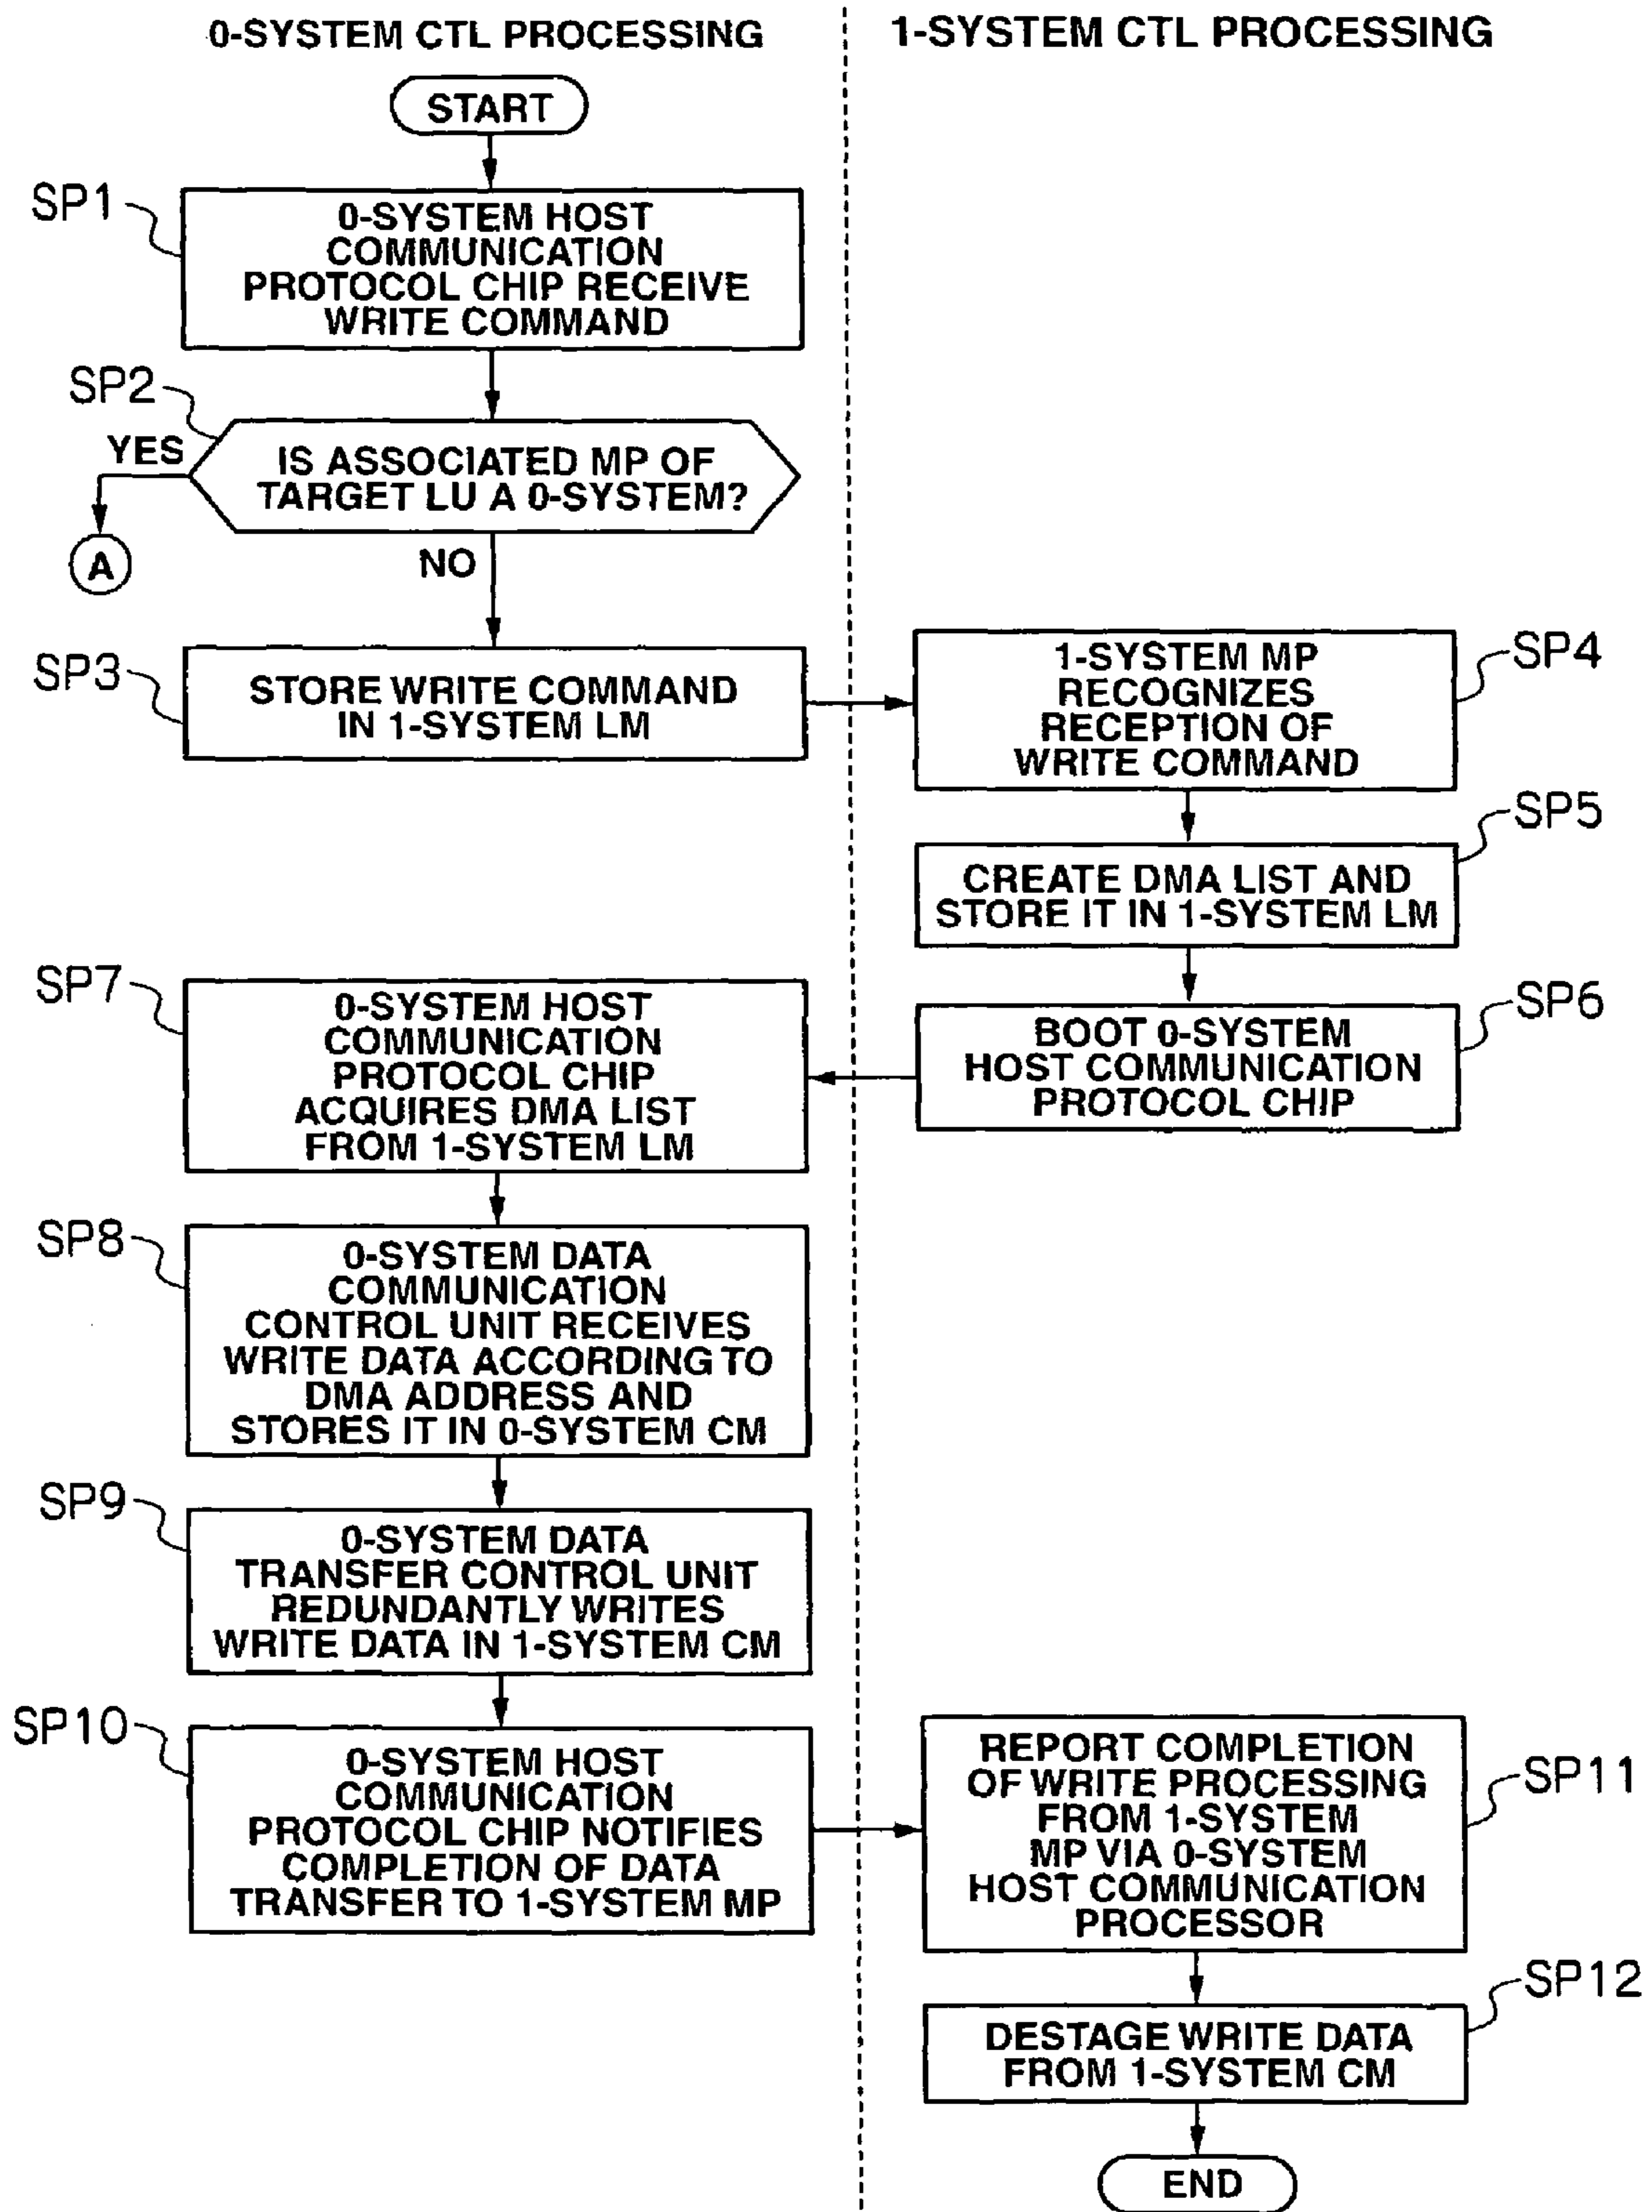 0-SYSTEM CTL PROCESSING
1-SYSTEM CTL PROCESSING
START
SP1
0-SYSTEM HOST
COMMUNICATION
PROTOCOL CHIP RECEIVE
WRITE COMMAND
SP2
YES
IS ASSOCIATED MP OF
TARGET LU A 0-SYSTEM?
A
NO
SP3
STORE WRITE COMMAND
IN 1-SYSTEM LM
SP4
1-SYSTEM MP
RECOGNIZES
RECEPTION OF
WRITE COMMAND
SP5
CREATE DMA LIST AND
STORE IT IN 1-SYSTEM LM
SP6
BOOT 0-SYSTEM
HOST COMMUNICATION
PROTOCOL CHIP
SP7
0-SYSTEM HOST
COMMUNICATION
PROTOCOL CHIP
ACQUIRES DMA LIST
FROM 1-SYSTEM LM
SP8
0-SYSTEM DATA
COMMUNICATION
CONTROL UNIT RECEIVES
WRITE DATA ACCORDING TO
DMA ADDRESS AND
STORES IT IN 0-SYSTEM CM
SP9
0-SYSTEM DATA
TRANSFER CONTROL UNIT
REDUNDANTLY WRITES
WRITE DATA IN 1-SYSTEM CM
SP10
0-SYSTEM HOST
COMMUNICATION
PROTOCOL CHIP NOTIFIES
COMPLETION OF DATA
TRANSFER TO 1-SYSTEM MP
SP11
REPORT COMPLETION
OF WRITE PROCESSING
FROM 1-SYSTEM
MP VIA 0-SYSTEM
HOST COMMUNICATION
PROCESSOR
SP12
DESTAGE WRITE DATA
FROM 1-SYSTEM CM
END